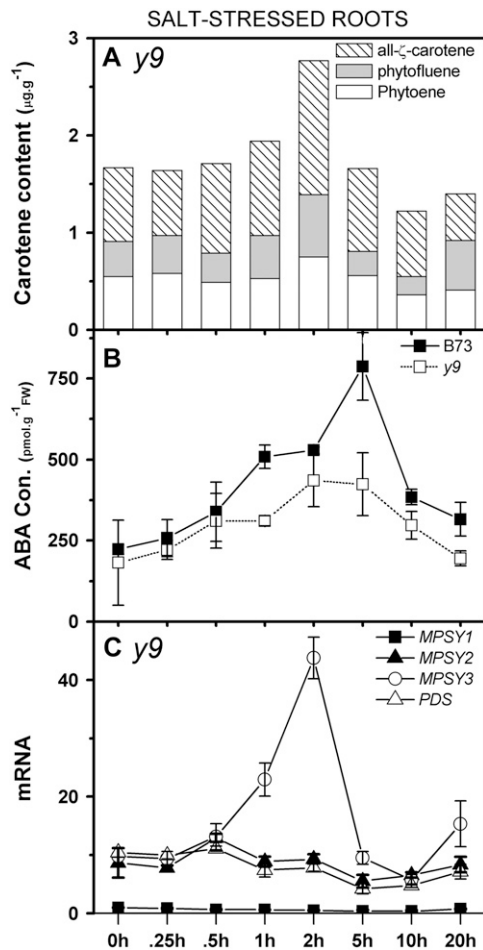 SALT-STRESSED ROOTS
A y9
all-ζ-carotene
phytofluene
Phytoene
Carotene content (µg.g⁻¹)
3
2
1
0
B
B73
y9
ABA Con. (pmol.g⁻¹FW)
750
500
250
0
C y9
MPSY1
MPSY2
MPSY3
PDS
mRNA
40
20
0
0h .25h .5h 1h 2h 5h 10h 20h